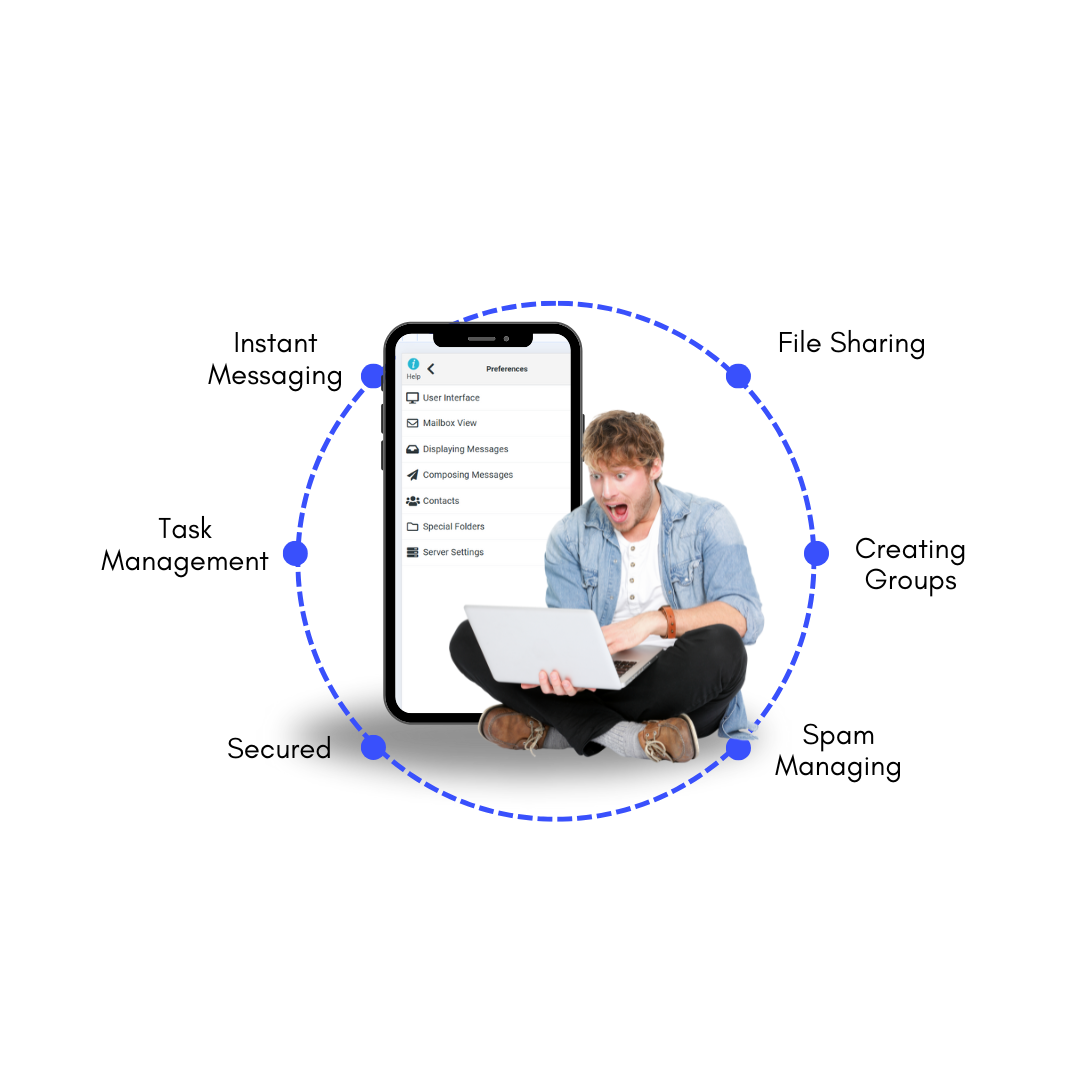 Instant
Messaging
File Sharing
i
Help
Preferences
User Interface
Mailbox View
Displaying Messages
Composing Messages
Contacts
Special Folders
Server Settings
Task
Management
Creating
Groups
Secured
Spam
Managing